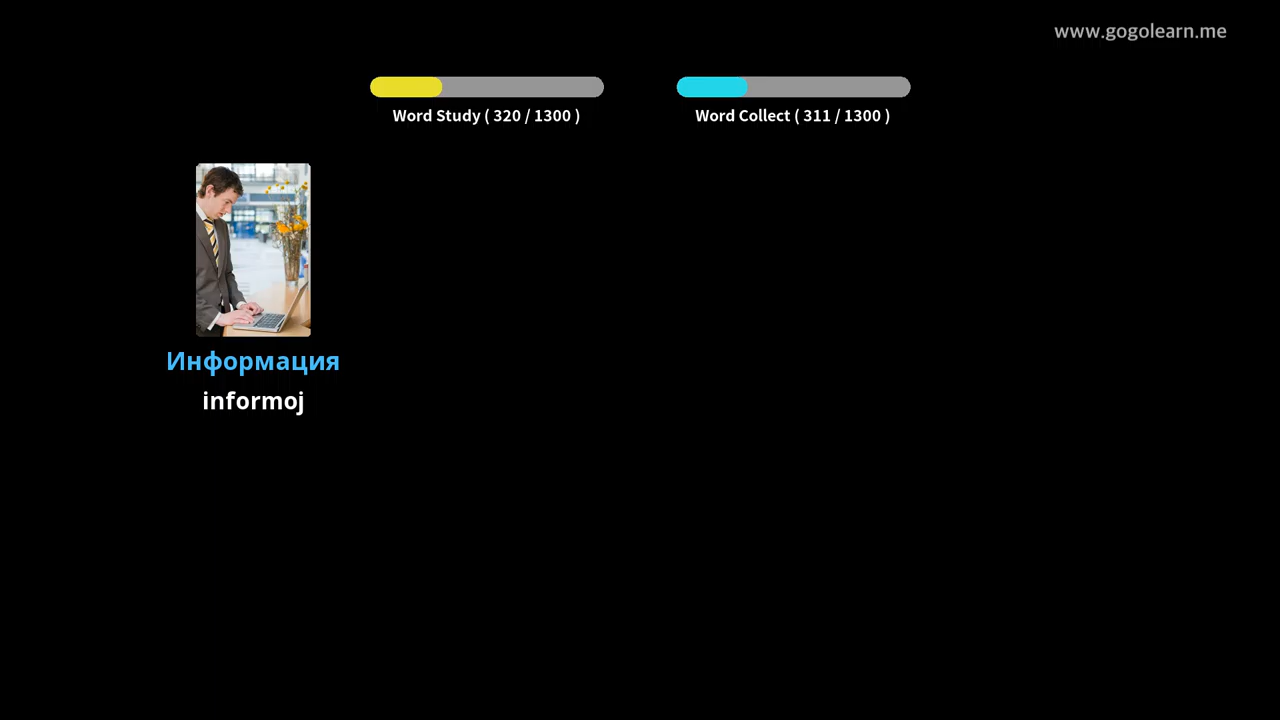 www.gogolearn.me
Word Study ( 320 / 1300 )
Word Collect ( 311 / 1300 )
Информация
informoj